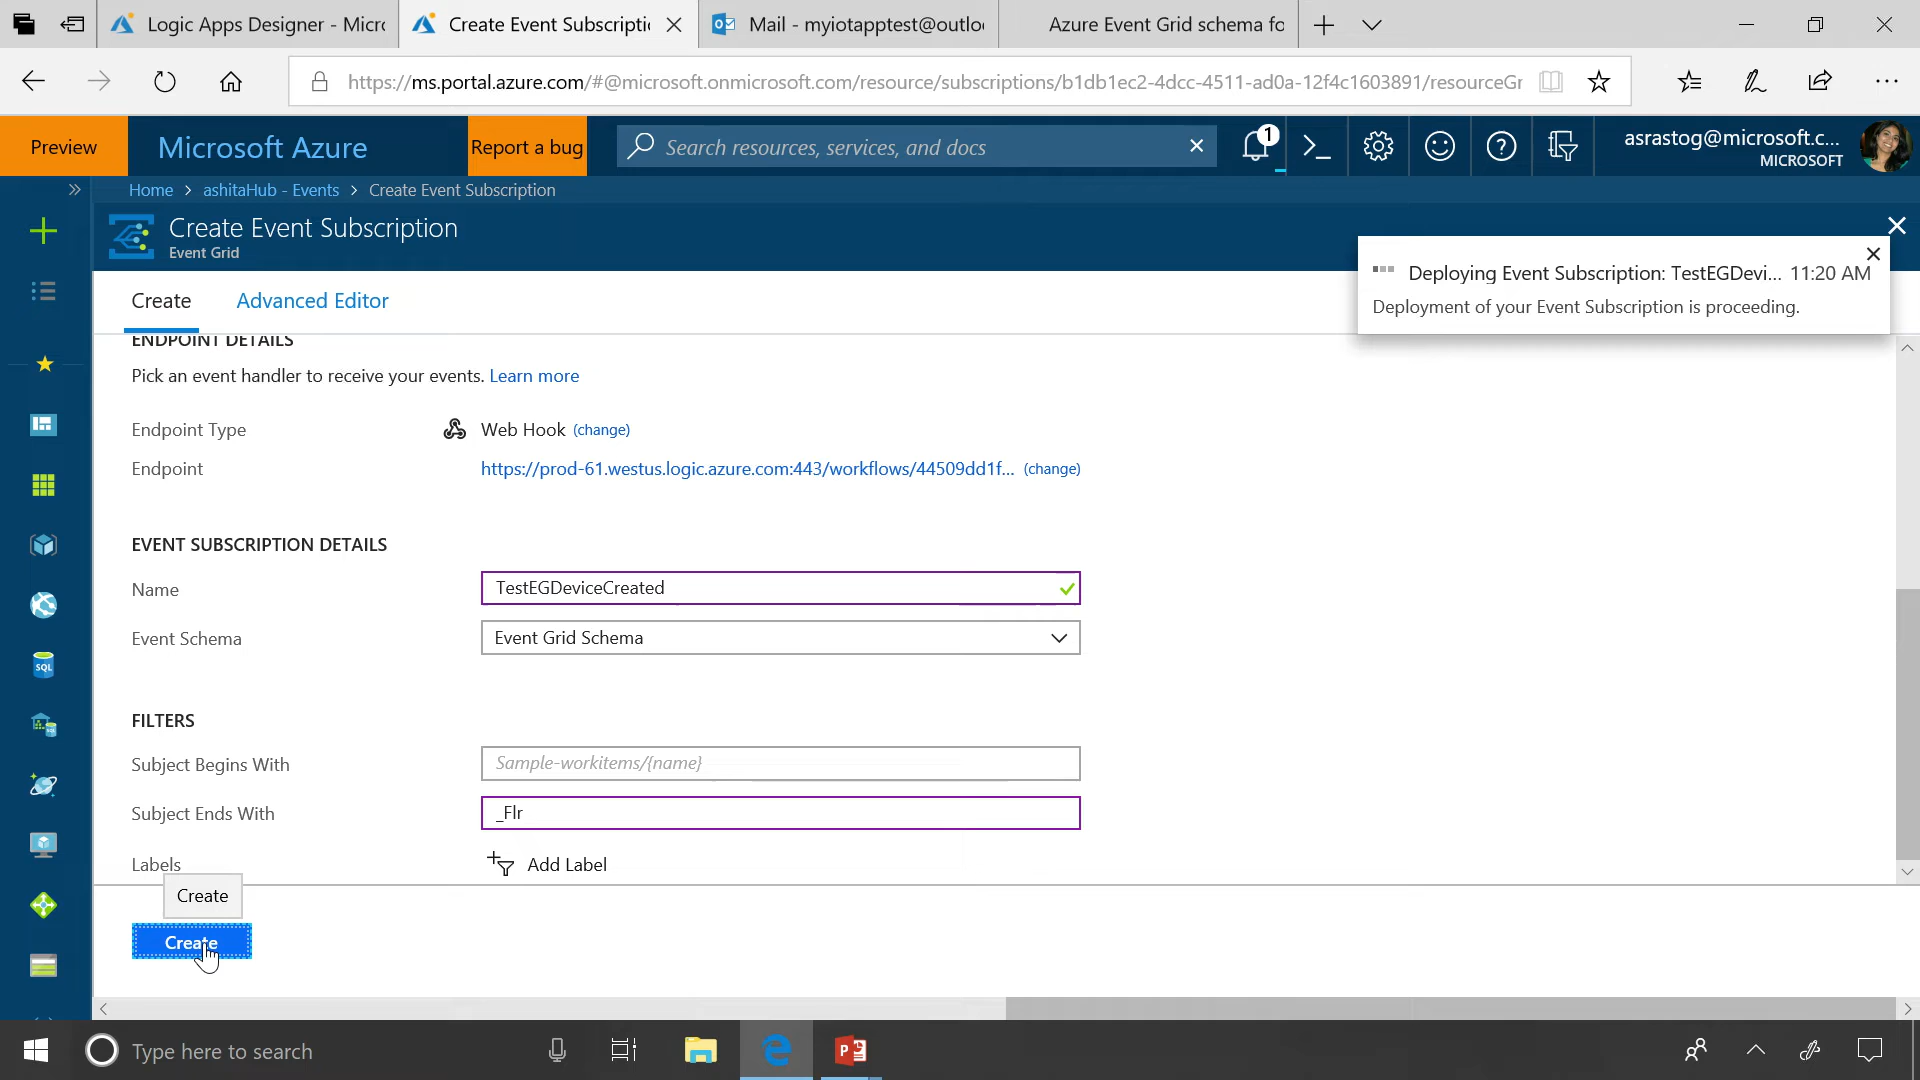 Logic Apps Designer - Micro
Create Event Subscriptio
Mail - myiotapptest@outloo
Azure Event Grid schema fo
https://ms.portal.azure.com/#@microsoft.onmicrosoft.com/resource/subscriptions/b1db1ec2-4dcc-4511-ad0a-12f4c1603891/resourceGr
Preview
Microsoft Azure
Report a bug
Search resources, services, and docs
1
asrastog@microsoft.c...
MICROSOFT
Home > ashitaHub - Events > Create Event Subscription
Create Event Subscription
Event Grid
Deploying Event Subscription: TestEGDevi... 11:20 AM
Deployment of your Event Subscription is proceeding.
Create
Advanced Editor
ENDPOINT DETAILS
Pick an event handler to receive your events. Learn more
Endpoint Type
Web Hook (change)
Endpoint
https://prod-61.westus.logic.azure.com:443/workflows/44509dd1f... (change)
EVENT SUBSCRIPTION DETAILS
Name
TestEGDeviceCreated
Event Schema
Event Grid Schema
FILTERS
Subject Begins With
Sample-workitems/{name}
Subject Ends With
_Flr
Labels
Add Label
Create
Create
SQL
Type here to search